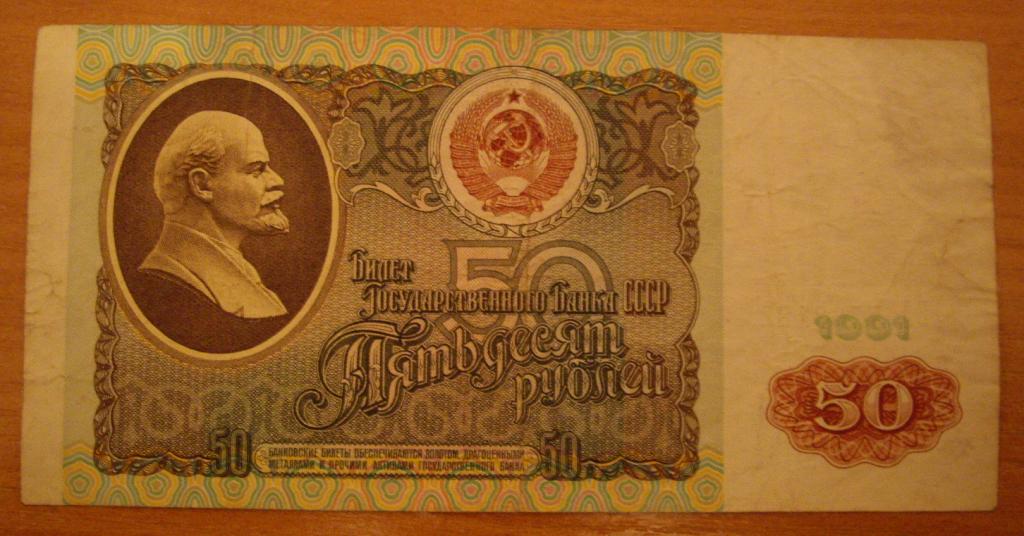 50
Билет
Государственного Банка СССР
Пятьдесят
рублей
1991
50
50
БАНКОВСКИЕ БИЛЕТЫ ОБЕСПЕЧИВАЮТСЯ ЗОЛОТОМ, ДРАГОЦЕННЫМИ
МЕТАЛЛАМИ И ПРОЧИМИ АКТИВАМИ ГОСУДАРСТВЕННОГО БАНКА
50